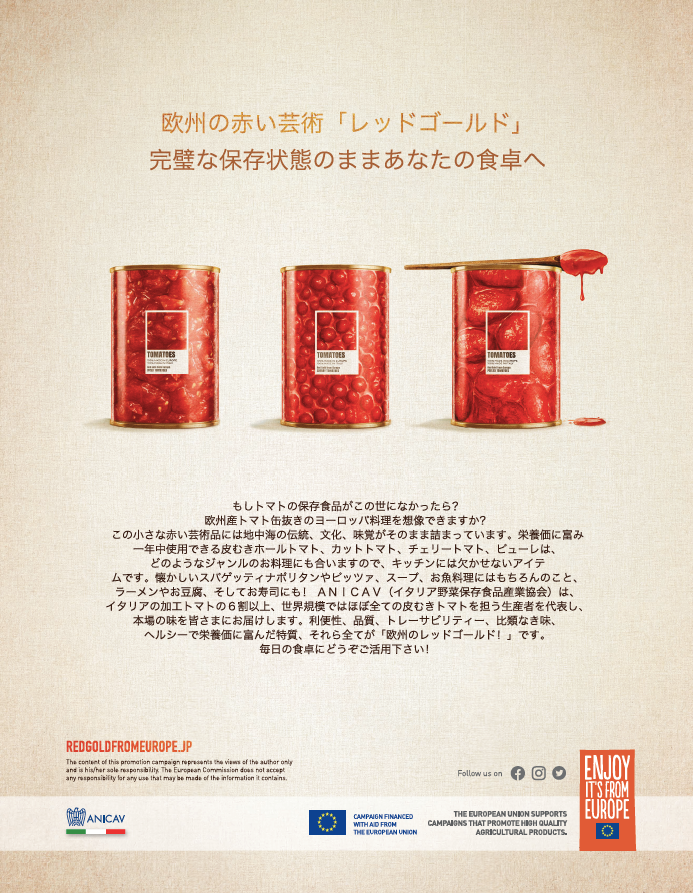 欧州の赤い芸術「レッドゴールド」
完璧な保存状態のままあなたの食卓へ
TOMATOES
TOMATOES
TOMATOES
もしトマトの保存食品がこの世になかったら?
欧州産トマト缶抜きのヨーロッパ料理を想像できますか?
この小さな赤い芸術品には地中海の伝統、文化、味覚がそのまま詰まっています。栄養価に富み
一年中使用できる皮むきホールトマト、カットトマト、チェリートマト、ピューレは、
どのようなジャンルのお料理にも合いますので、キッチンには欠かせないアイテ
ムです。懐かしいスパゲッティナポリタンやピッツァ、スープ、お魚料理にはもちろんのこと、
ラーメンやお豆腐、そしてお寿司にも! ANICAV(イタリア野菜保存食品産業協会)は、
イタリアの加工トマトの6割以上、世界規模ではほぼ全ての皮むきトマトを担う生産者を代表し、
本場の味を皆さまにお届けします。利便性、品質、トレーサビリティー、比類なき味、
ヘルシーで栄養価に富んだ特質、それら全てが「欧州のレッドゴールド!」です。
毎日の食卓にどうぞご活用下さい!
REDGOLDFROMEUROPE.JP
The content of this promotion campaign represents the views of the author only
and is his/her sole responsibility. The European Commission does not accept
any responsibility for any use that may be made of the information it contains.
Follow us on
ENJOY
IT'S FROM
EUROPE
ANICAV
CAMPAIGN FINANCED
WITH AID FROM
THE EUROPEAN UNION
THE EUROPEAN UNION SUPPORTS
CAMPAIGNS THAT PROMOTE HIGH QUALITY
AGRICULTURAL PRODUCTS.